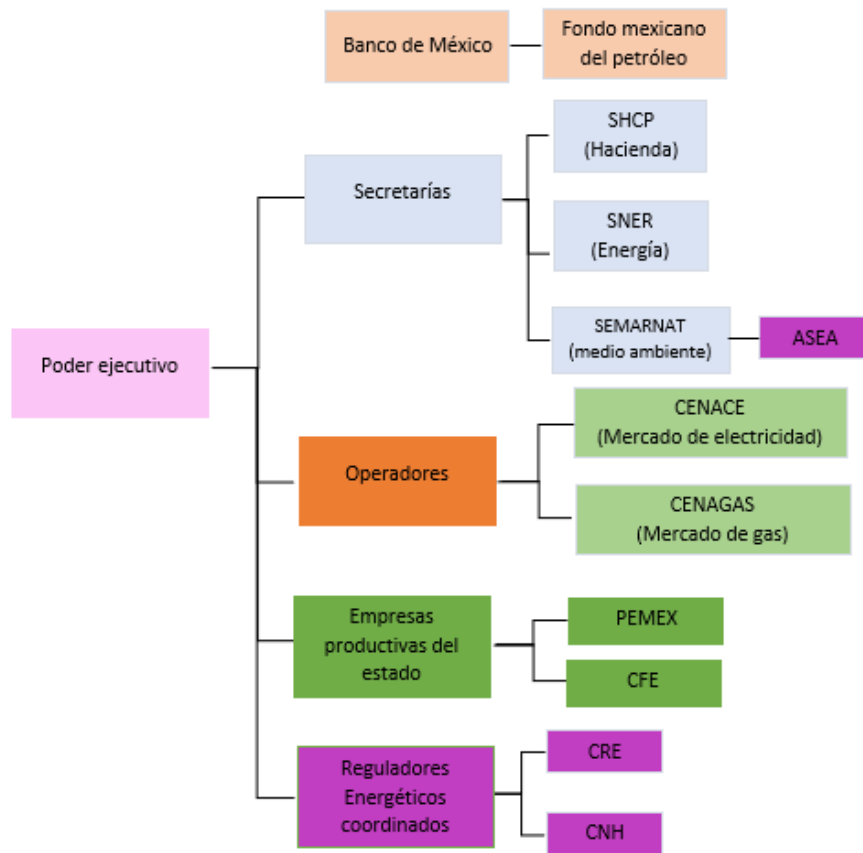 Banco de México
Fondo mexicano
del petróleo
SHCP
(Hacienda)
Secretarías
SNER
(Energía)
SEMARNAT
(medio ambiente)
ASEA
Poder ejecutivo
CENACE
(Mercado de electricidad)
Operadores
CENAGAS
(Mercado de gas)
Empresas
productivas del
estado
PEMEX
CFE
Reguladores
Energéticos
coordinados
CRE
CNH